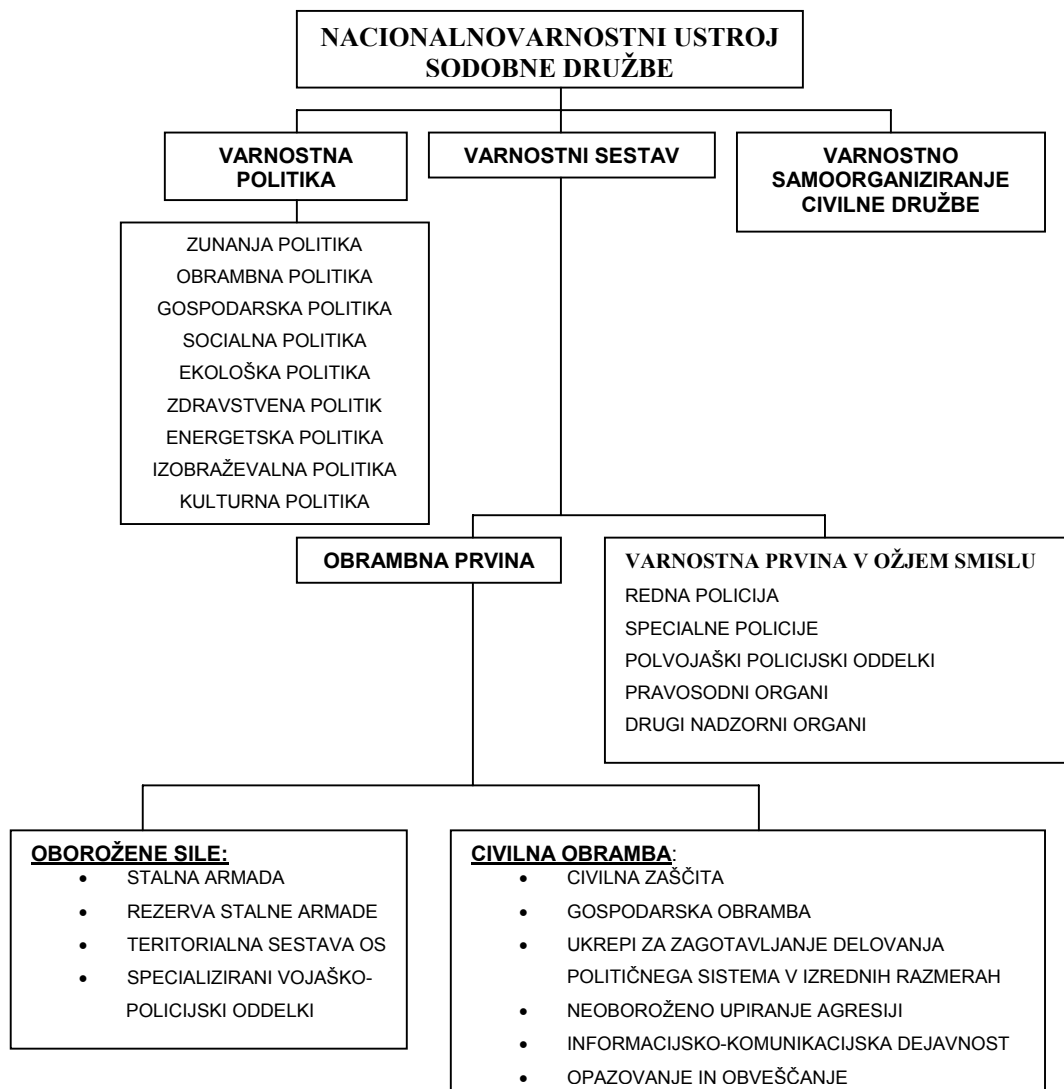 NACIONALNOVARNOSTNI USTROJ
SODOBNE DRUŽBE
VARNOSTNA
POLITIKA
VARNOSTNI SESTAV
VARNOSTNO
SAMOORGANIZIRANJE
CIVILNE DRUŽBE
ZUNANJA POLITIKA
OBRAMBNA POLITIKA
GOSPODARSKA POLITIKA
SOCIALNA POLITIKA
EKOLOŠKA POLITIKA
ZDRAVSTVENA POLITIK
ENERGETSKA POLITIKA
IZOBRAŽEVALNA POLITIKA
KULTURNA POLITIKA
OBRAMBNA PRVINA
VARNOSTNA PRVINA V OŽJEM SMISLU
REDNA POLICIJA
SPECIALNE POLICIJE
POLVOJAŠKI POLICIJSKI ODDELKI
PRAVOSODNI ORGANI
DRUGI NADZORNI ORGANI
OBOROŽENE SILE:
• STALNA ARMADA
• REZERVA STALNE ARMADE
• TERITORIALNA SESTAVA OS
• SPECIALIZIRANI VOJAŠKO-
POLICIJSKI ODDELKI
CIVILNA OBRAMBA:
• CIVILNA ZAŠČITA
• GOSPODARSKA OBRAMBA
• UKREPI ZA ZAGOTAVLJANJE DELOVANJA
POLITIČNEGA SISTEMA V IZREDNIH RAZMERAH
• NEOBOROŽENO UPIRANJE AGRESIJI
• INFORMACIJSKO-KOMUNIKACIJSKA DEJAVNOST
• OPAZOVANJE IN OBVEŠČANJE